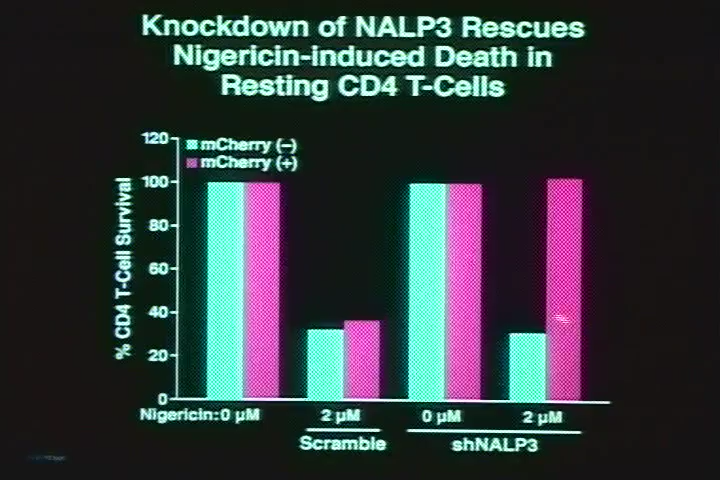 Knockdown of NALP3 Rescues
Nigericin-induced Death in
Resting CD4 T-Cells
mCherry (–)
mCherry (+)
% CD4 T-Cell Survival
120
100
80
60
40
20
0
Nigericin: 0 µM 2 µM 0 µM 2 µM
Scramble shNALP3